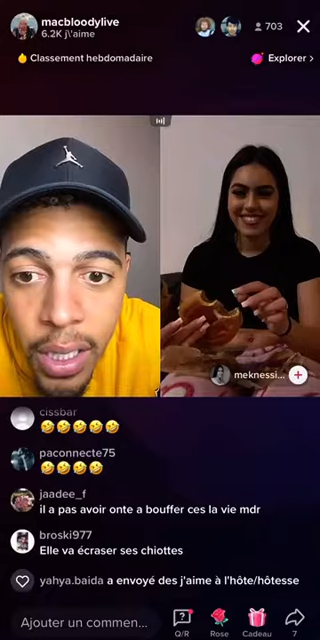 macbloodylive
6.2K j\'aime
703
Classement hebdomadaire
Explorer >
meknessi...
cissbar
🤣🤣🤣🤣🤣
paconnecte75
🤣🤣🤣🤣
jaadee_f
il a pas avoir onte a bouffer ces la vie mdr
broski977
Elle va écraser ses chiottes
yahya.baida a envoyé des j'aime à l'hôte/hôtesse
Ajouter un commen...
Q/R
Rose
Cadeau
7